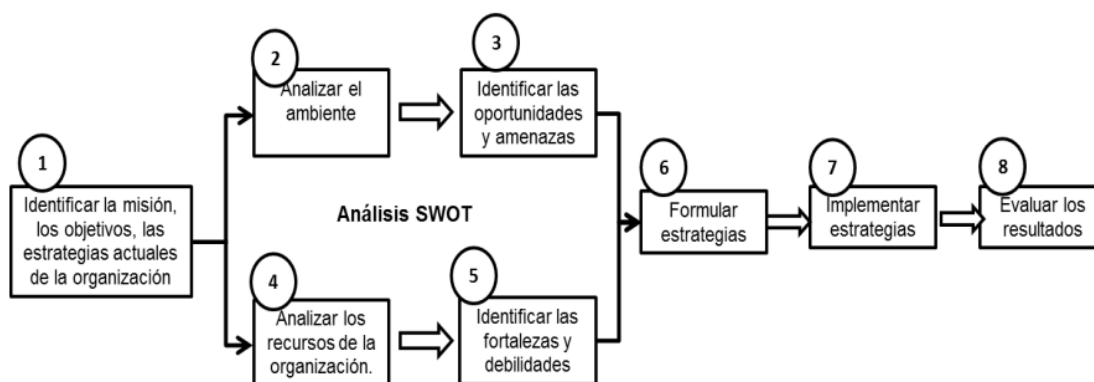 1
Identificar la misión,
los objetivos, las
estrategias actuales
de la organización
2
Analizar el
ambiente
3
Identificar las
oportunidades
y amenazas
Análisis SWOT
4
Analizar los
recursos de la
organización.
5
Identificar las
fortalezas y
debilidades
6
Formular
estrategias
7
Implementar
estrategias
8
Evaluar los
resultados